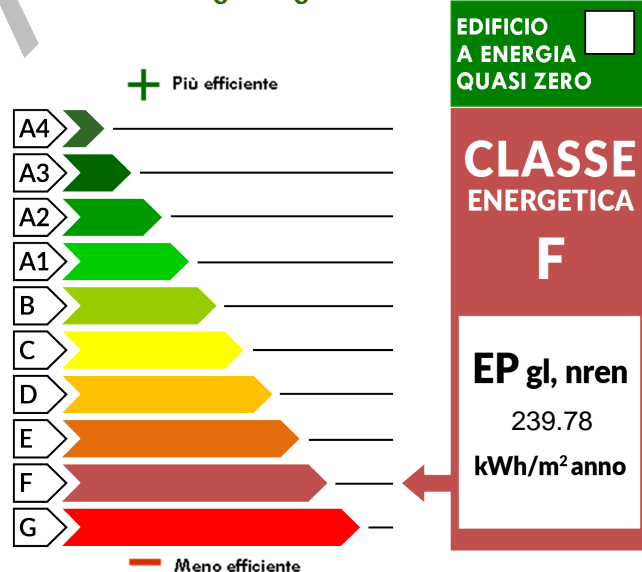 EDIFICIO
A ENERGIA
QUASI ZERO
Più efficiente
A4
A3
A2
A1
B
C
D
E
F
G
Meno efficiente
CLASSE
ENERGETICA
F
EP gl, nren
239.78
kWh/m² anno